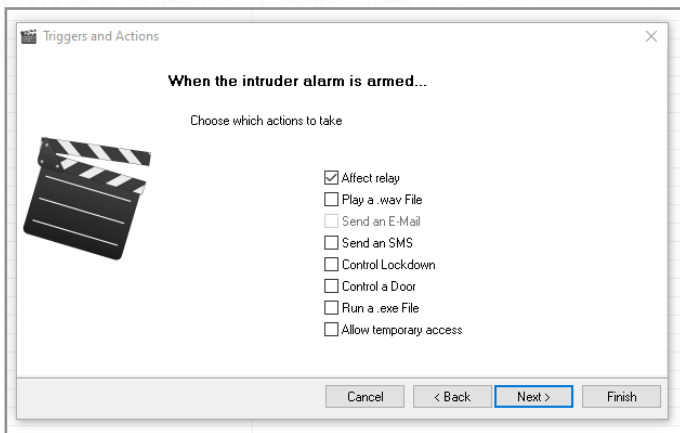 Triggers and Actions
When the intruder alarm is armed...
Choose which actions to take
Affect relay
Play a .wav File
Send an E-Mail
Send an SMS
Control Lockdown
Control a Door
Run a .exe File
Allow temporary access
Cancel
< Back
Next >
Finish